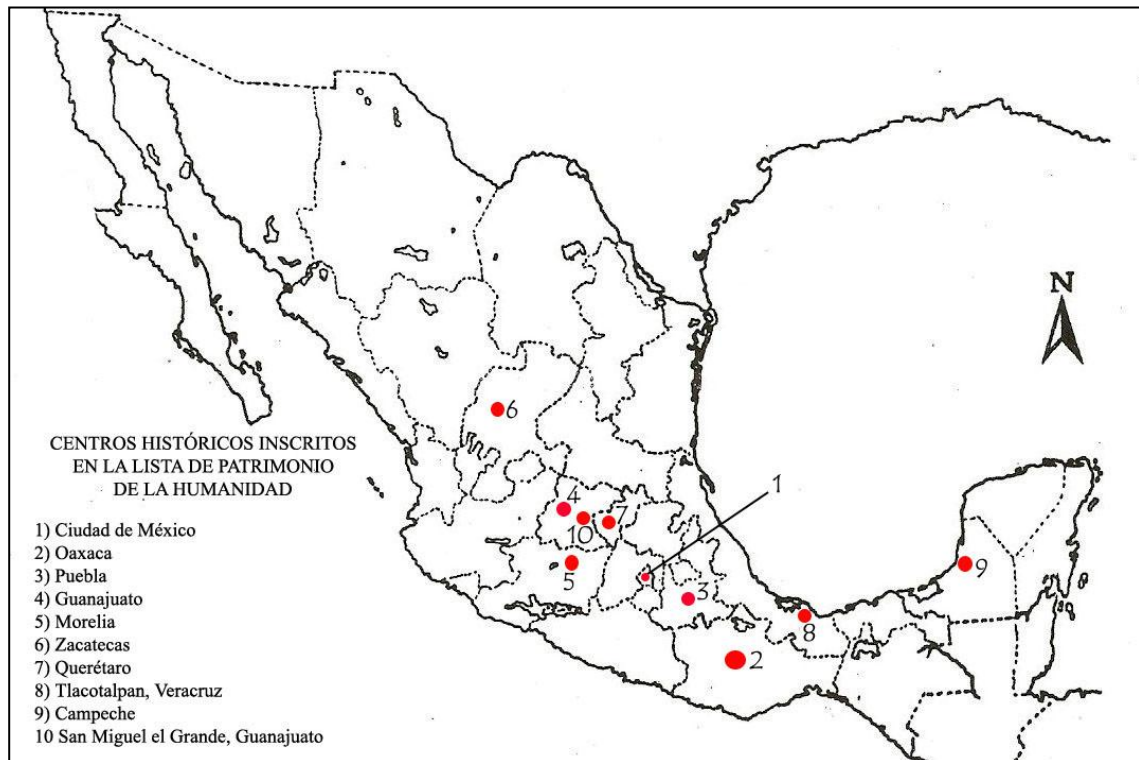 CENTROS HISTÓRICOS INSCRITOS
EN LA LISTA DE PATRIMONIO
DE LA HUMANIDAD
1) Ciudad de México
2) Oaxaca
3) Puebla
4) Guanajuato
5) Morelia
6) Zacatecas
7) Querétaro
8) Tlacotalpan, Veracruz
9) Campeche
10 San Miguel el Grande, Guanajuato
N
6
1
4
10
7
5
3
9
8
2